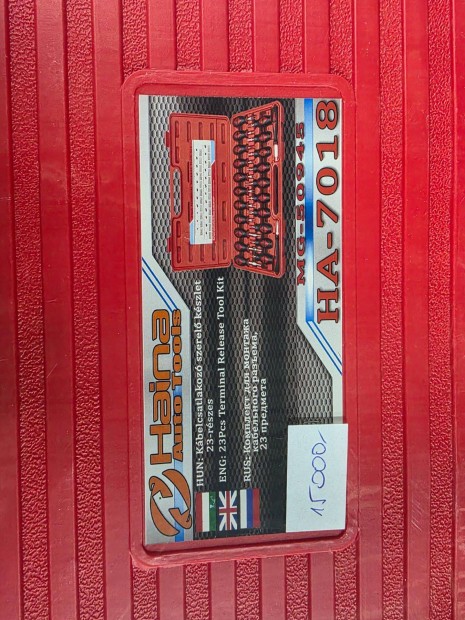 Haina
Auto Tools
MG-50945
HA-7018
HUN: Kábelcsatlakozó szerelő készlet
23-részes
ENG: 23Pcs Terminal Release Tool Kit
RUS: Комплект для монтажа
кабельного разъема,
23 предмета
15000.-